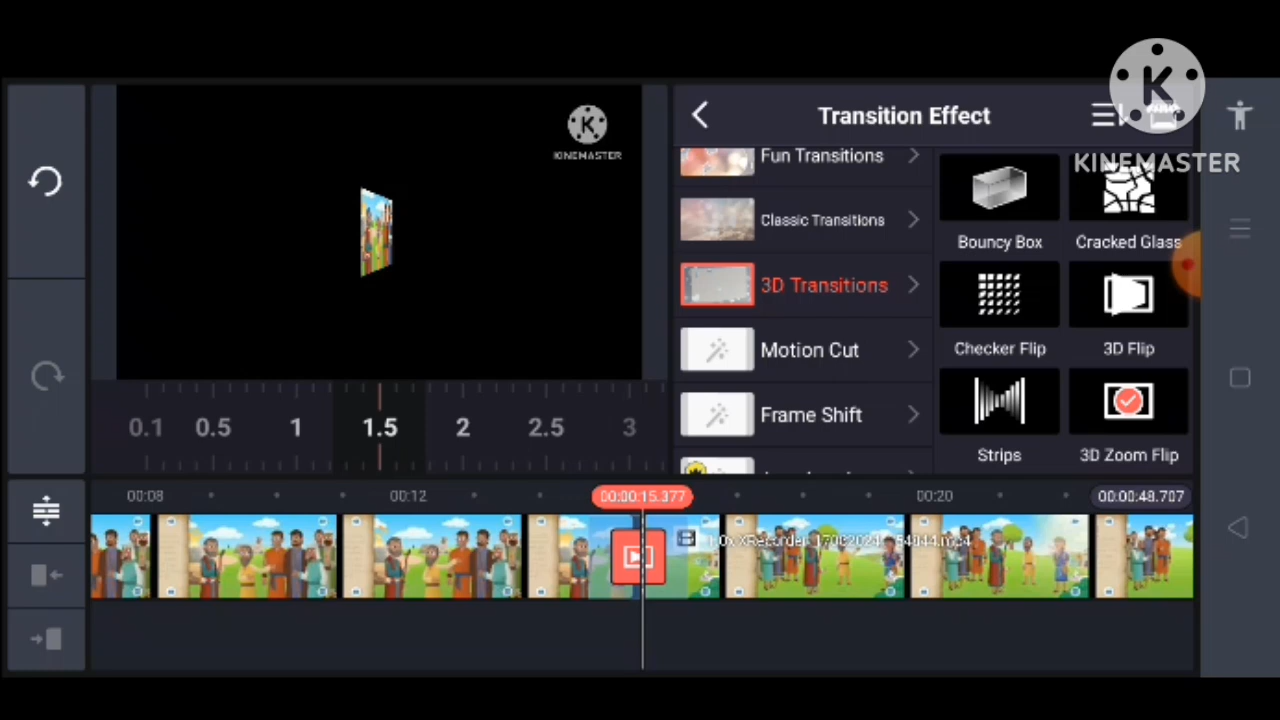 KINEMASTER
Transition Effect
KINEMASTER
Fun Transitions
Classic Transitions
3D Transitions
Motion Cut
Frame Shift
Bouncy Box
Cracked Glass
Checker Flip
3D Flip
Strips
3D Zoom Flip
0.1 0.5 1 1.5 2 2.5 3
00:08 00:12 00:00:15.377 00:20 00:00:48.707